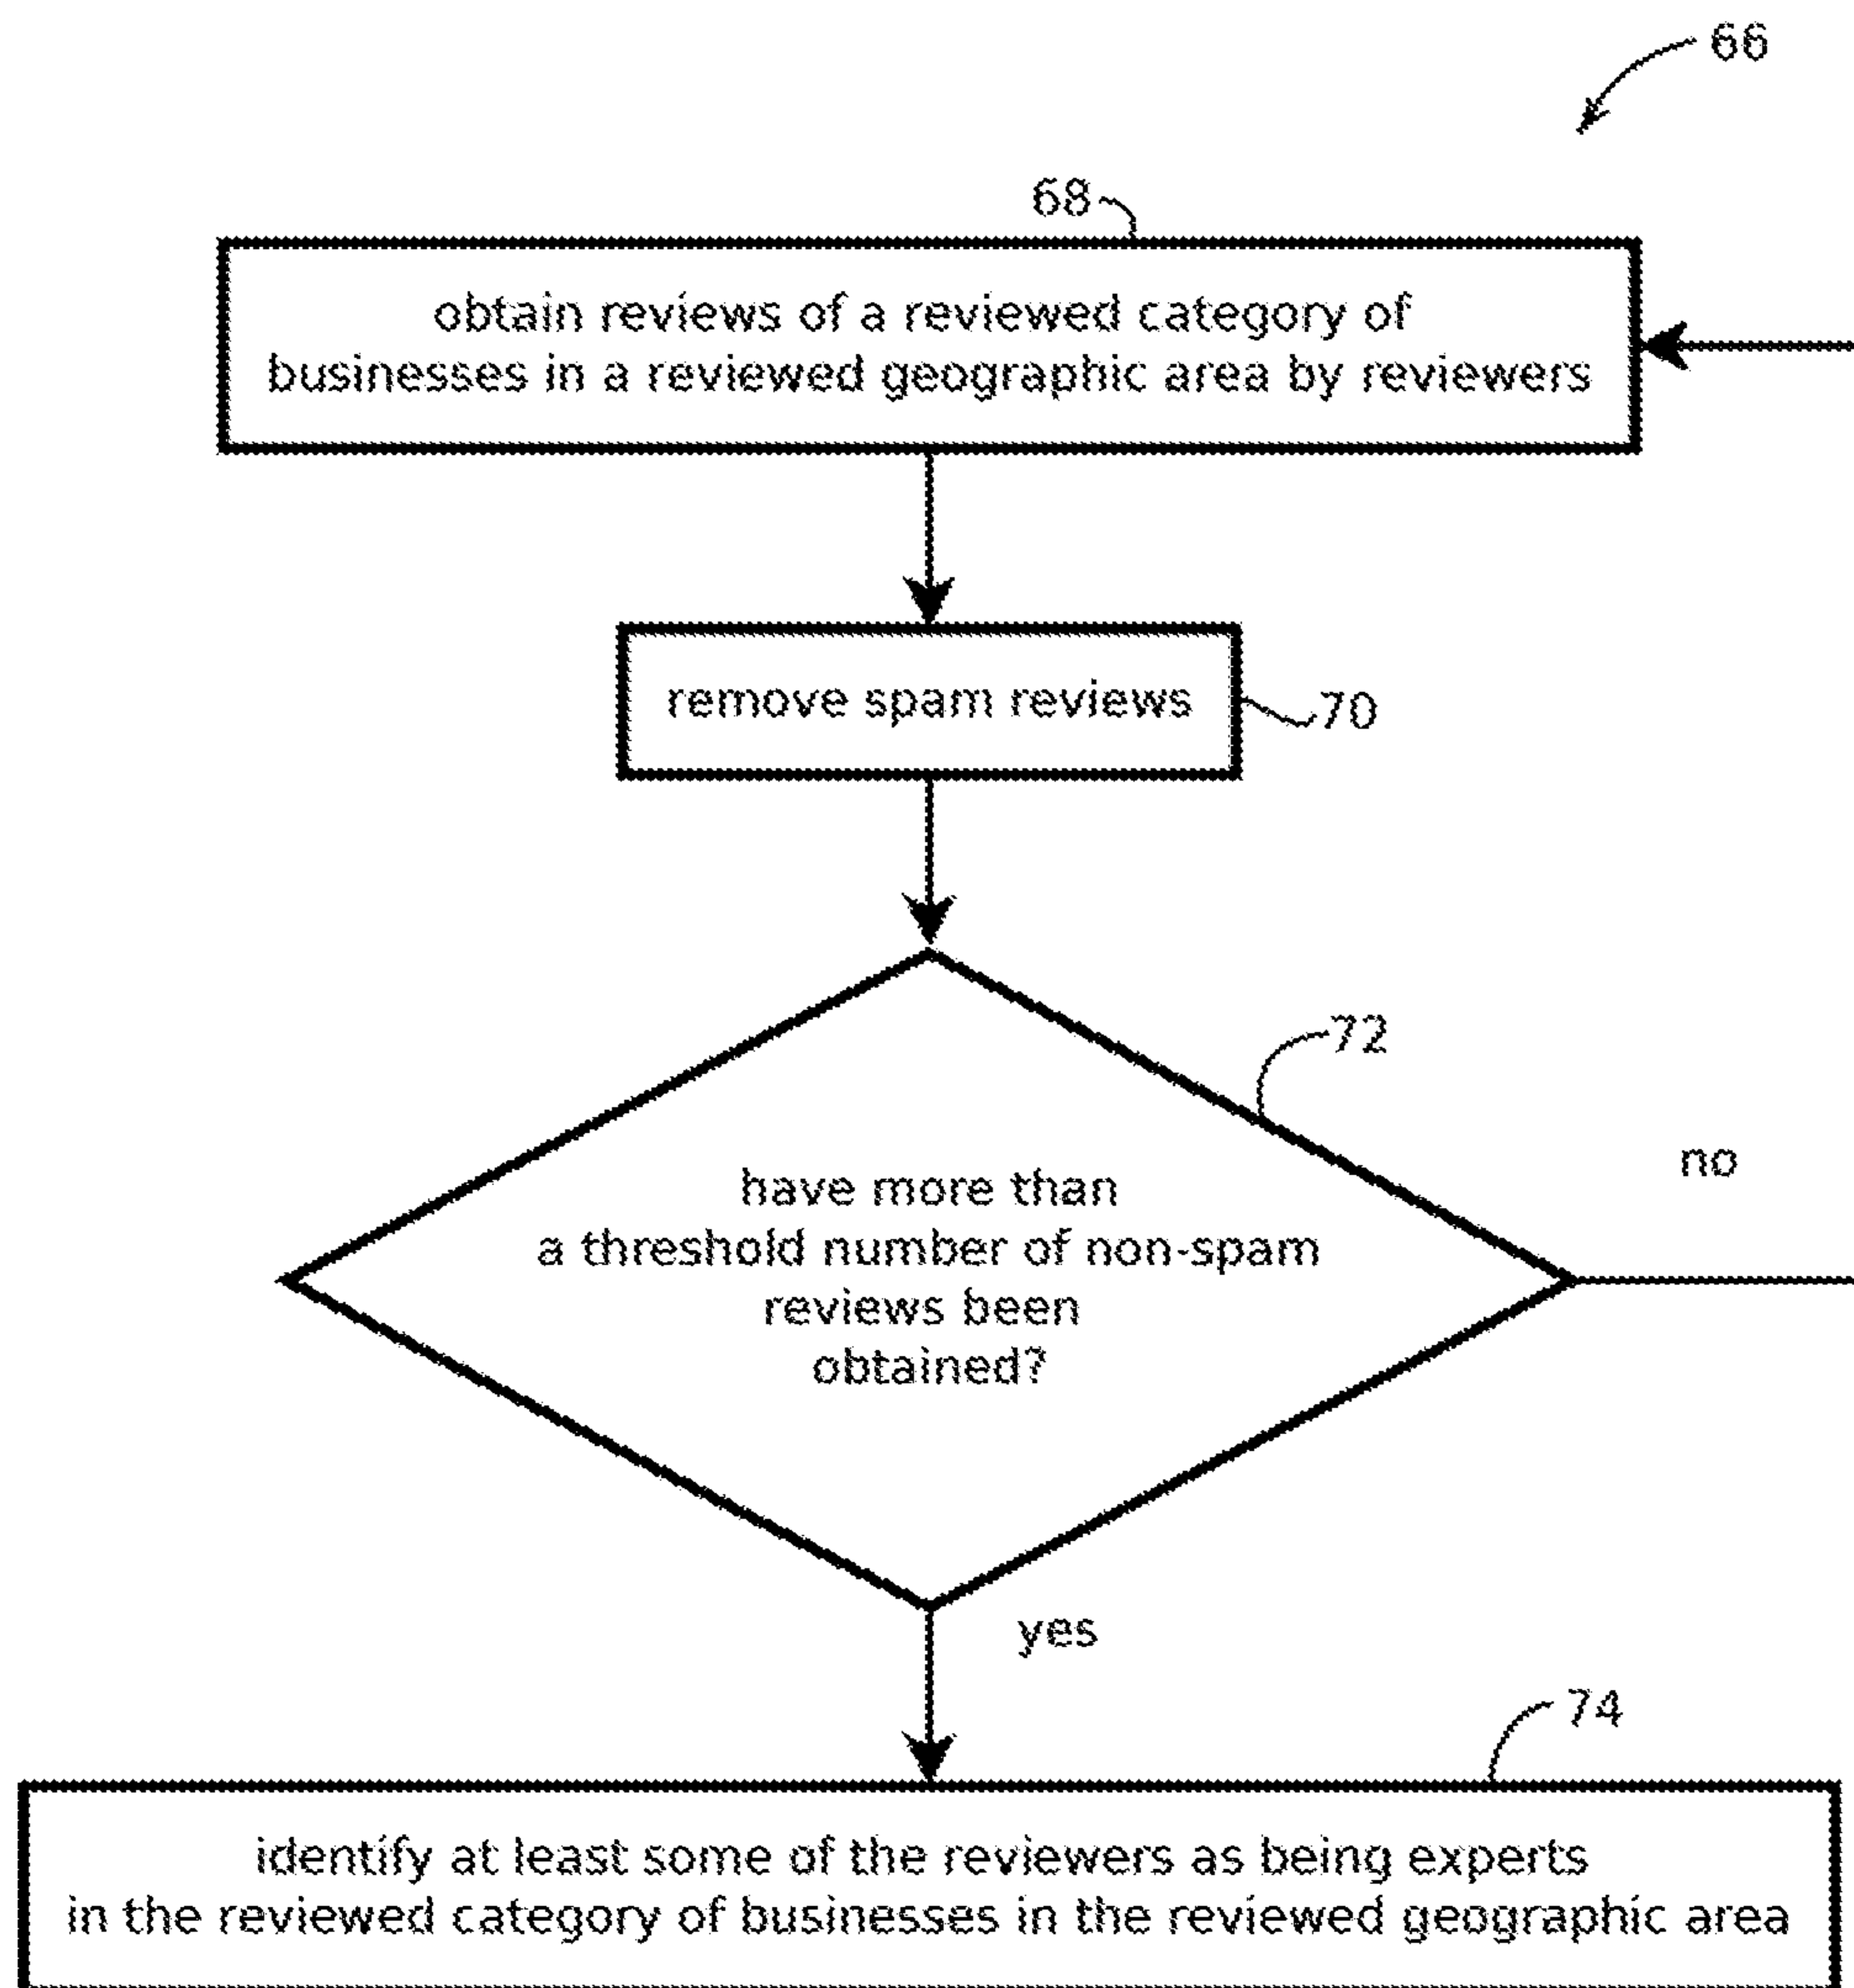 66
68
obtain reviews of a reviewed category of
businesses in a reviewed geographic area by reviewers
remove spam reviews
70
72
no
have more than
a threshold number of non-spam
reviews been
obtained?
yes
74
identify at least some of the reviewers as being experts
in the reviewed category of businesses in the reviewed geographic area